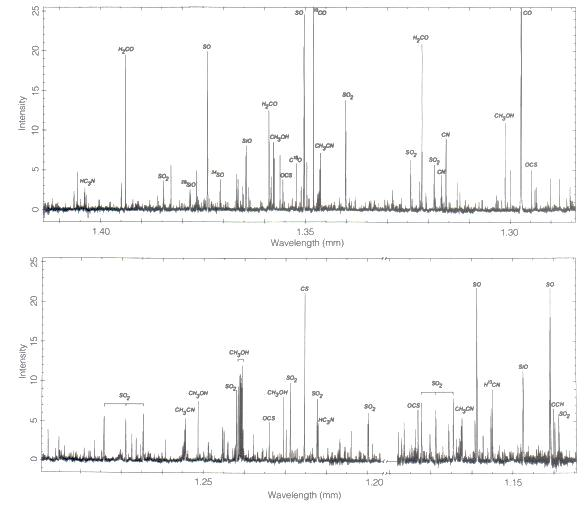 25
SO
¹³CO
CO
H₂CO
SO
H₂CO
20
15
SO₂
H₂CO
CH₃OH
10
CH₃OH
SiO
CH₃CN
CN
C¹⁸O
SO₂
SO₂
5
HC₃N
SO₂
²⁹SiO
³⁴SO
OCS
CN
OCS
0
Intensity
1.40
1.35
1.30
Wavelength (mm)
25
CS
SO
SO
20
15
CH₃OH
SiO
10
SO₂
SO₂
CH₃OH
CH₃OH
SO₂
SO₂
SO₂
H¹³CN
CH₃CN
OCS
HC₃N
SO₂
OCS
CH₃CN
OCH
SO₂
5
0
Intensity
1.25
1.20
1.15
Wavelength (mm)